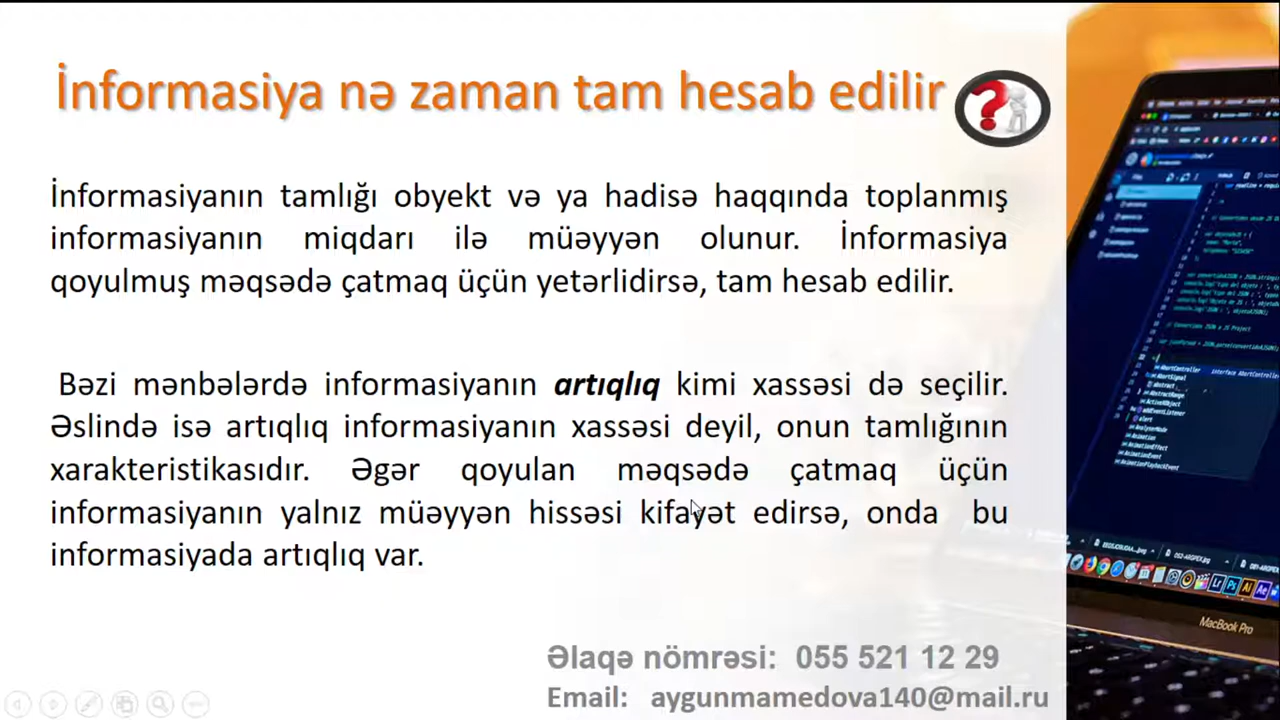 İnformasiya nə zaman tam hesab edilir
İnformasiyanın tamlığı obyekt və ya hadisə haqqında toplanmış
informasiyanın miqdarı ilə müəyyən olunur. İnformasiya
qoyulmuş məqsədə çatmaq üçün yetərlidirsə, tam hesab edilir.
Bəzi mənbələrdə informasiyanın artıqlıq kimi xassəsi də seçilir.
Əslində isə artıqlıq informasiyanın xassəsi deyil, onun tamlığının
xarakteristikasıdır. Əgər qoyulan məqsədə çatmaq üçün
informasiyanın yalnız müəyyən hissəsi kifayət edirsə, onda bu
informasiyada artıqlıq var.
Əlaqə nömrəsi: 055 521 12 29
Email: aygunmamedova140@mail.ru
MacBook Pro